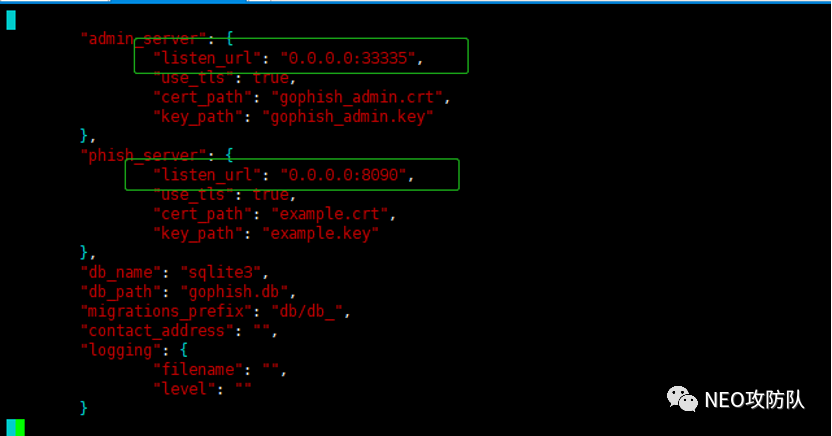 "admin_server": {
"listen_url": "0.0.0.0:33335",
"use_tls": true,
"cert_path": "gophish_admin.crt",
"key_path": "gophish_admin.key"
},
"phish_server": {
"listen_url": "0.0.0.0:8090",
"use_tls": true,
"cert_path": "example.crt",
"key_path": "example.key"
},
"db_name": "sqlite3",
"db_path": "gophish.db",
"migrations_prefix": "db/db_",
"contact_address": "",
"logging": {
"filename": "",
"level": ""
}
NEO攻防队